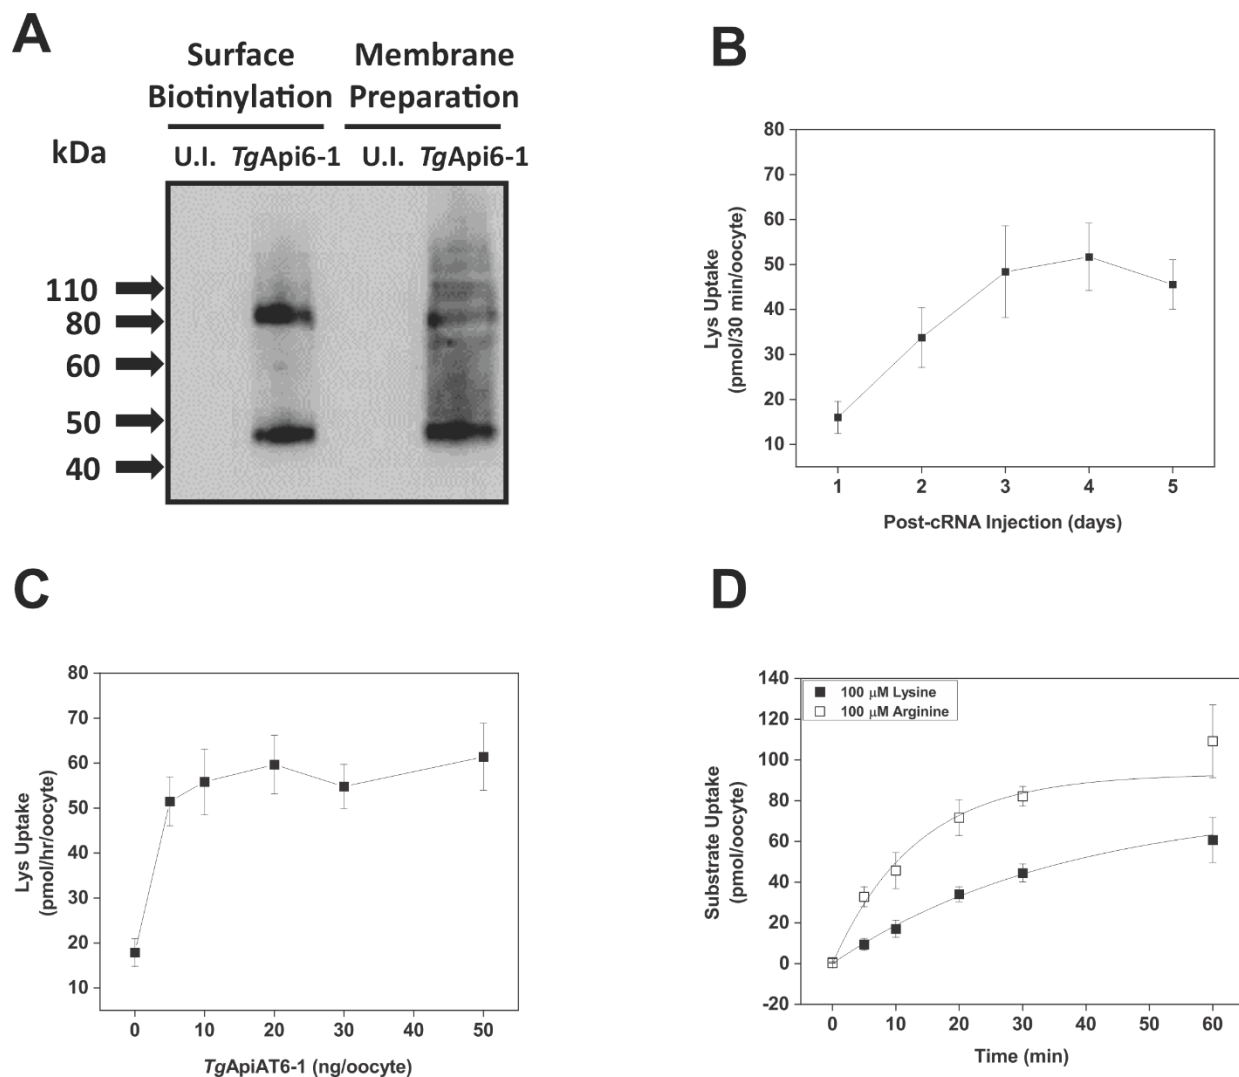 A
Surface Biotinylation
Membrane Preparation
kDa
U.I. TgApi6-1 U.I. TgApi6-1
110
80
60
50
40
B
Lys Uptake
(pmol/30 min/oocyte)
80
70
60
50
40
30
20
10
1 2 3 4 5
Post-cRNA Injection (days)
C
Lys Uptake
(pmol/hr/oocyte)
80
70
60
50
40
30
20
10
0 10 20 30 40 50
TgApiAT6-1 (ng/oocyte)
D
Substrate Uptake
(pmol/oocyte)
140
120
100
80
60
40
20
0
-20
100 μM Lysine
100 μM Arginine
0 10 20 30 40 50 60
Time (min)